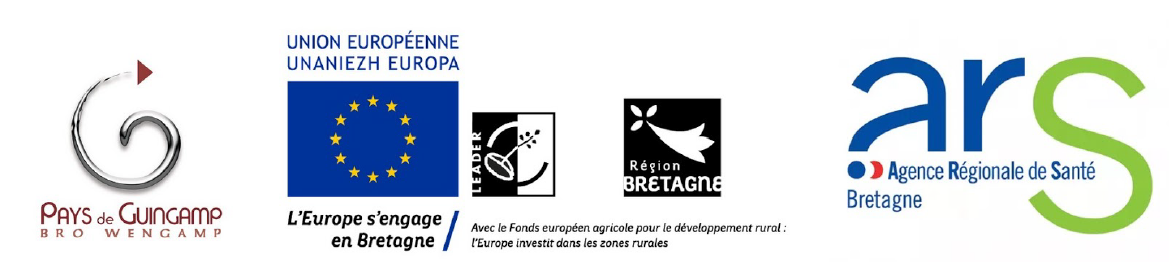 PAYS de GUINGAMP
BRO WENGAMP
UNION EUROPÉENNE
UNANIEZH EUROPA
L'Europe s'engage
en Bretagne
LEADER
Région
BRETAGNE
Avec le Fonds européen agricole pour le développement rural :
l'Europe investit dans les zones rurales
ars
Agence Régionale de Santé
Bretagne